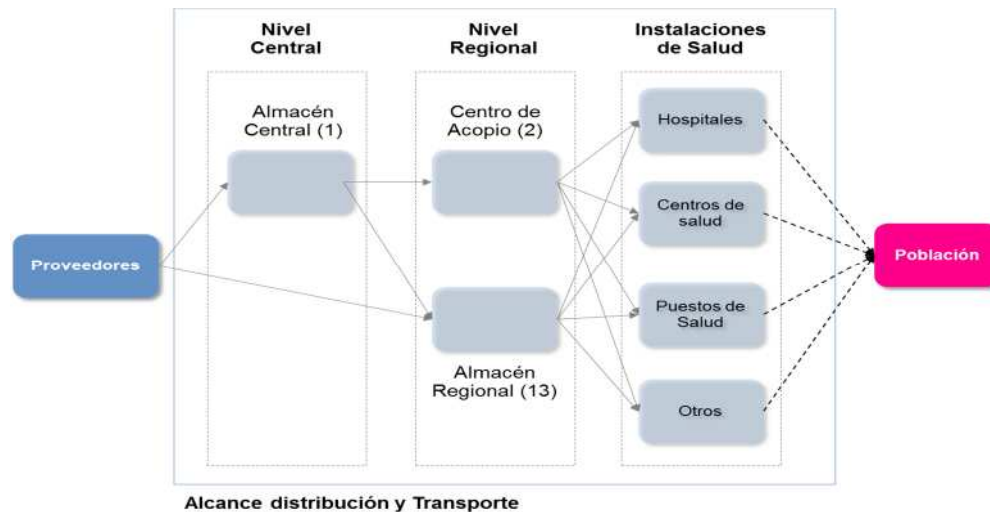 Nivel
Central
Nivel
Regional
Instalaciones
de Salud
Almacén
Central (1)
Centro de
Acopio (2)
Hospitales
Centros de
salud
Proveedores
Población
Puestos de
Salud
Almacén
Regional (13)
Otros
Alcance distribución y Transporte